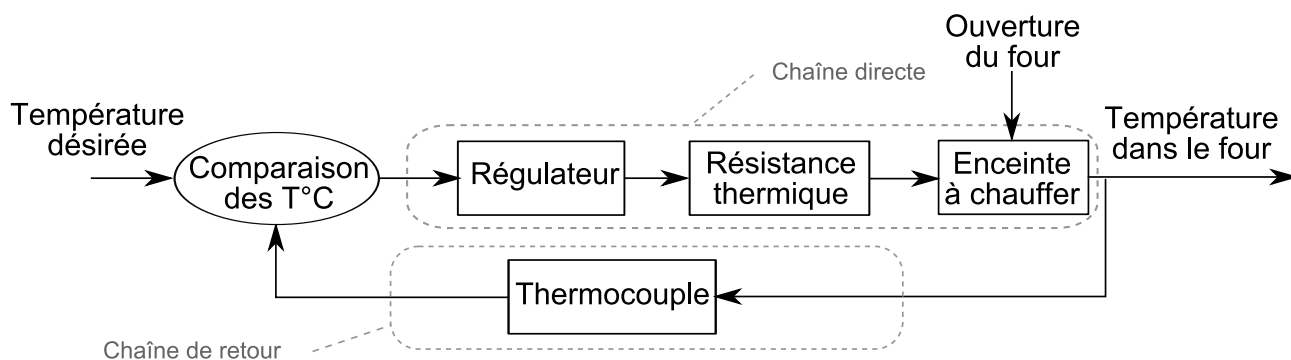 Ouverture
du four
Chaîne directe
Température
désirée
Température
dans le four
Comparaison
des T°C
Régulateur
Résistance
thermique
Enceinte
à chauffer
Thermocouple
Chaîne de retour